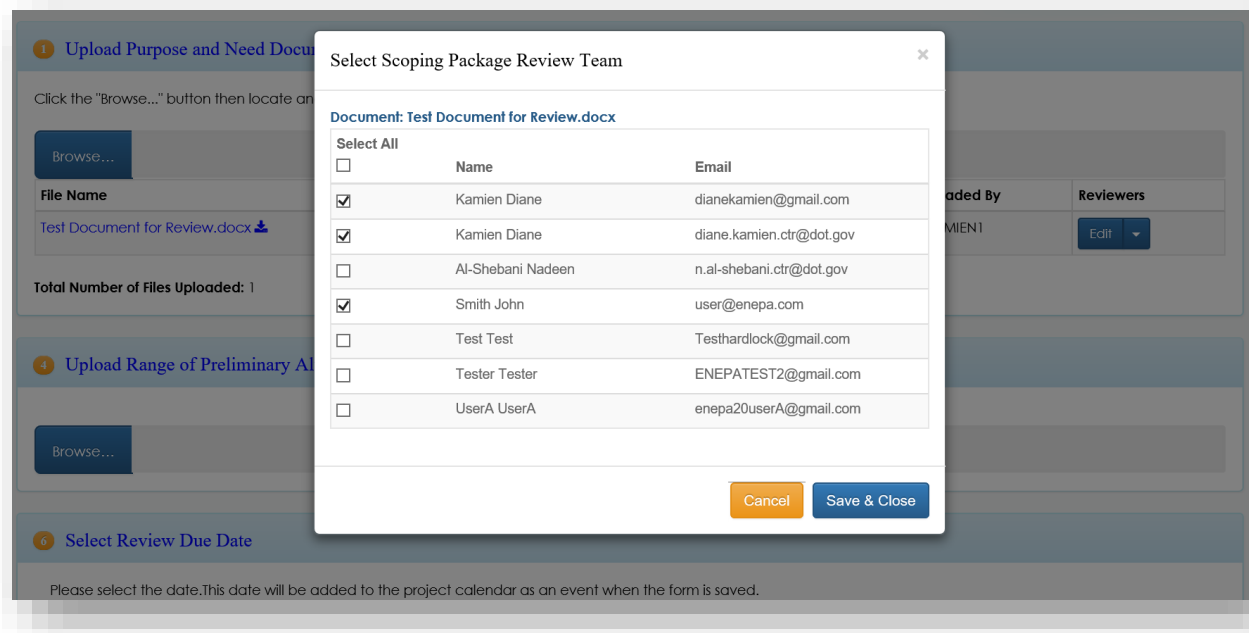 1 Upload Purpose and Need Docu
Click the "Browse..." button then locate an
Browse...
File Name
aded By
Reviewers
Test Document for Review.docx
MIEN1
Edit
Total Number of Files Uploaded: 1
4 Upload Range of Preliminary Al
Browse...
6 Select Review Due Date
Please select the date.This date will be added to the project calendar as an event when the form is saved.
Select Scoping Package Review Team
×
Document: Test Document for Review.docx
Select All
Name Email
Kamien Diane dianekamien@gmail.com
Kamien Diane diane.kamien.ctr@dot.gov
Al-Shebani Nadeen n.al-shebani.ctr@dot.gov
Smith John user@enepa.com
Test Test Testhardlock@gmail.com
Tester Tester ENEPATEST2@gmail.com
UserA UserA enepa20userA@gmail.com
Cancel Save & Close